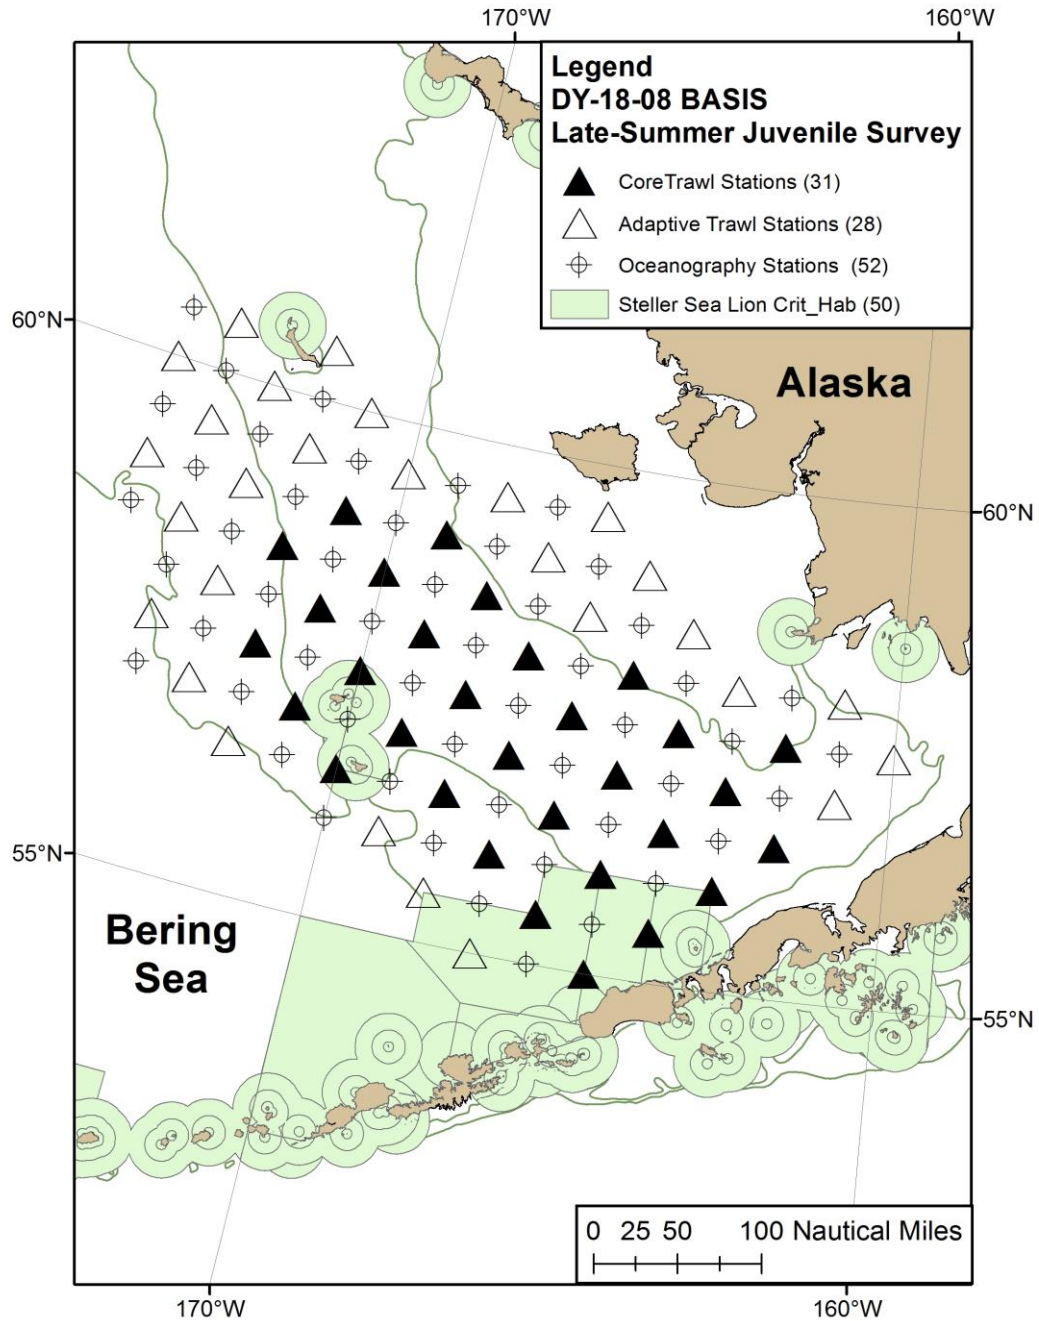 170°W
160°W
Legend
DY-18-08 BASIS
Late-Summer Juvenile Survey
CoreTrawl Stations (31)
Adaptive Trawl Stations (28)
Oceanography Stations (52)
Steller Sea Lion Crit_Hab (50)
60°N
Alaska
60°N
55°N
Bering
Sea
55°N
0 25 50 100 Nautical Miles
170°W
160°W